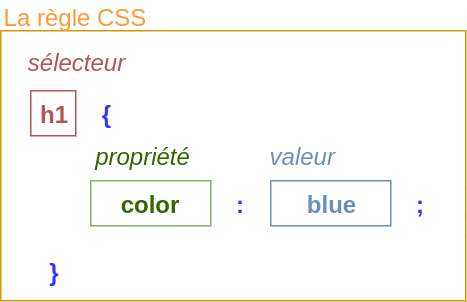 La règle CSS
sélecteur
h1 {
propriété valeur
color : blue ;
}